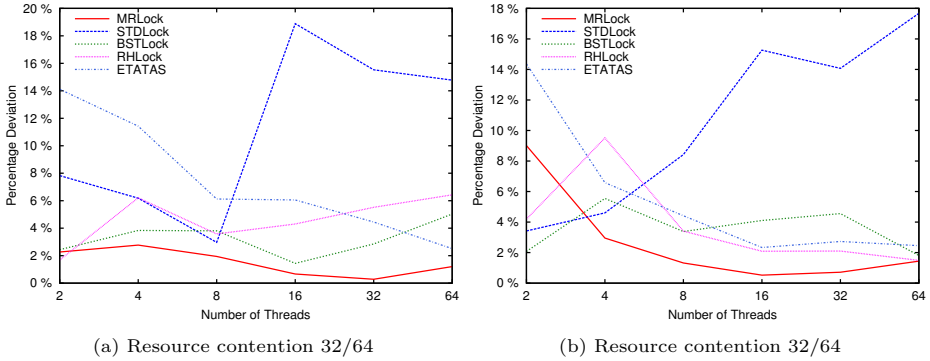 20 %
18 %
16 %
14 %
12 %
10 %
8 %
6 %
4 %
2 %
0 %
Percentage Deviation
MRLock
STDLock
BSTLock
RHLock
ETATAS
2 4 8 16 32 64
Number of Threads
(a) Resource contention 32/64
18 %
16 %
14 %
12 %
10 %
8 %
6 %
4 %
2 %
0 %
Percentage Deviation
MRLock
STDLock
BSTLock
RHLock
ETATAS
2 4 8 16 32 64
Number of Threads
(b) Resource contention 32/64